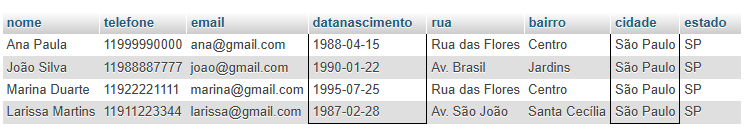 nome telefone email datanascimento rua bairro cidade estado
Ana Paula 11999990000 ana@gmail.com 1988-04-15 Rua das Flores Centro São Paulo SP
João Silva 11988887777 joao@gmail.com 1990-01-22 Av. Brasil Jardins São Paulo SP
Marina Duarte 11922221111 marina@gmail.com 1995-07-25 Rua das Flores Centro São Paulo SP
Larissa Martins 11911223344 larissa@gmail.com 1987-02-28 Av. São João Santa Cecília São Paulo SP